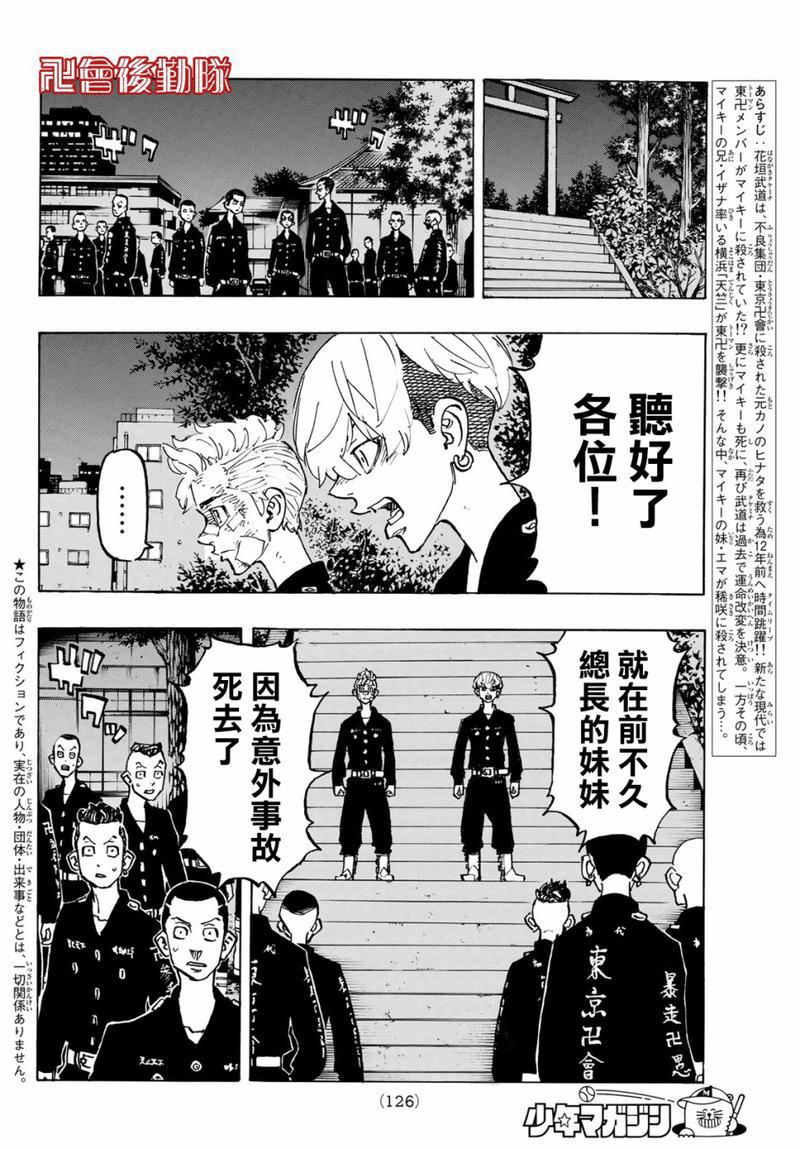 卍會後勤隊
あらすじ：花垣武道は、不良集団・東京卍會に殺された元カノのヒナタを救う為12年前へ時間跳躍!! 新たな現代では
東卍メンバーがマイキーに殺されていた!? 更にマイキーも死に、再び武道は過去で運命改変を決意。一方その頃、
マイキーの兄・イザナ率いる横浜「天竺」が東卍を襲撃!! そんな中、マイキーの妹・エマが稀咲に殺されてしまう…。
ザワ
ザワ
聽好了
各位！
……
就在前不久
總長的妹妹
因為意外事故
死去了
東京卍會
暴走卍愚
★この物語はフィクションであり、実在の人物・団体・出来事などとは、一切関係ありません。
(126)
少年マガジン